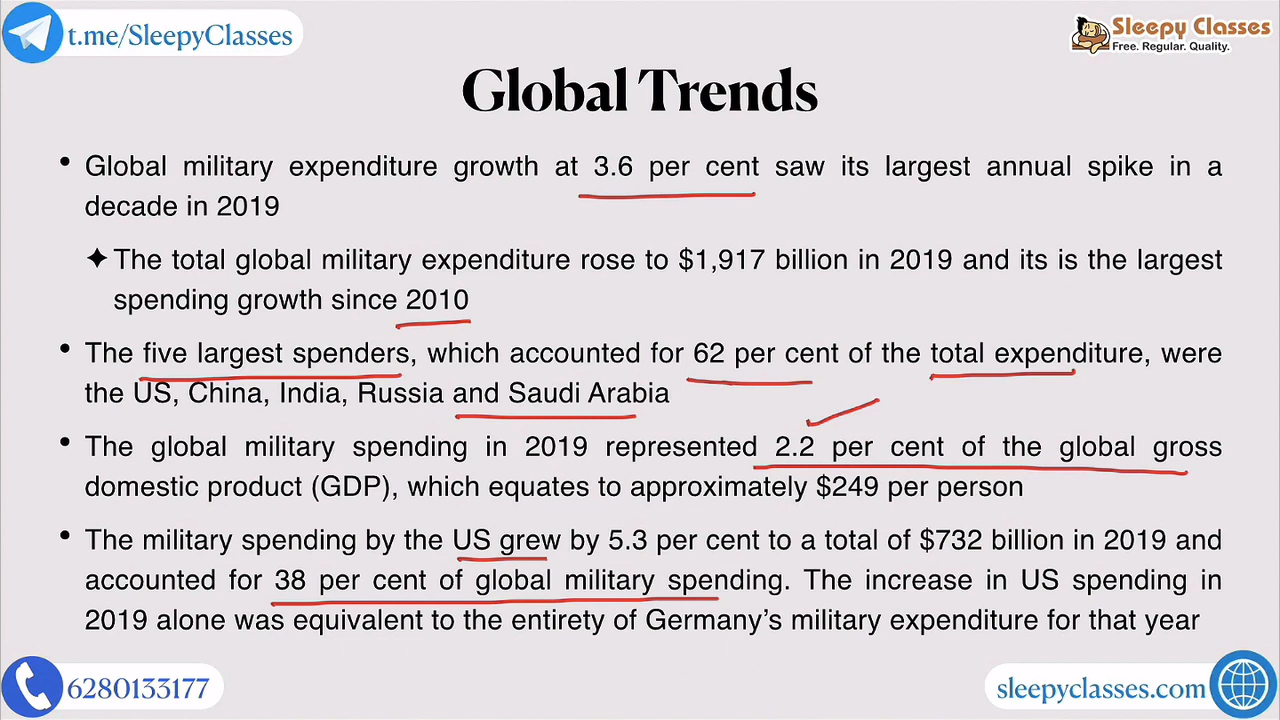 t.me/SleepyClasses
Sleepy Classes
Free. Regular. Quality.
Global Trends
• Global military expenditure growth at 3.6 per cent saw its largest annual spike in a
decade in 2019
✦ The total global military expenditure rose to $1,917 billion in 2019 and its is the largest
spending growth since 2010
• The five largest spenders, which accounted for 62 per cent of the total expenditure, were
the US, China, India, Russia and Saudi Arabia
• The global military spending in 2019 represented 2.2 per cent of the global gross
domestic product (GDP), which equates to approximately $249 per person
• The military spending by the US grew by 5.3 per cent to a total of $732 billion in 2019 and
accounted for 38 per cent of global military spending. The increase in US spending in
2019 alone was equivalent to the entirety of Germany’s military expenditure for that year
6280133177
sleepyclasses.com